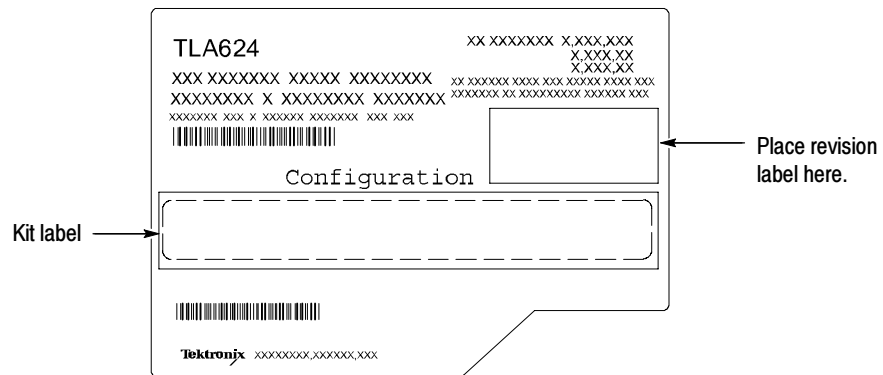 TLA624
XX XXXXXXX X,XXX,XXX
X,XXX,XX
X,XXX,XX
XXX XXXXXXX XXXXX XXXXXXXX
XX XXXXXX XXXX XXX XXXXX XXXX XXX
XXXXXXXX X XXXXXXXX XXXXXXX
XXXXXXX XX XXXXXXXXX XXXXXX XXX
XXXXXXX XXX X XXXXXX XXXXXXX XXX XXX
Place revision
label here.
Configuration
Kit label
Tektronix XXXXXXXX,XXXXXX,XXX